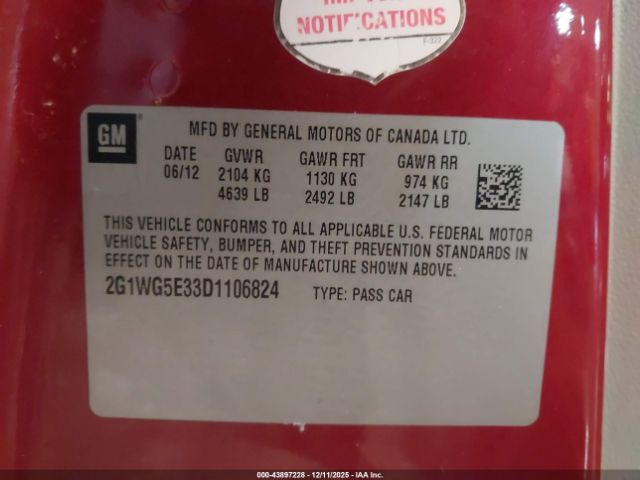 NOTIFICATIONS
F-322
GM
MFD BY GENERAL MOTORS OF CANADA LTD.
DATE GVWR GAWR FRT GAWR RR
06/12 2104 KG 1130 KG 974 KG
4639 LB 2492 LB 2147 LB
THIS VEHICLE CONFORMS TO ALL APPLICABLE U.S. FEDERAL MOTOR
VEHICLE SAFETY, BUMPER, AND THEFT PREVENTION STANDARDS IN
EFFECT ON THE DATE OF MANUFACTURE SHOWN ABOVE.
2G1WG5E33D1106824 TYPE: PASS CAR
000-43897228 - 12/11/2025 - IAA Inc.